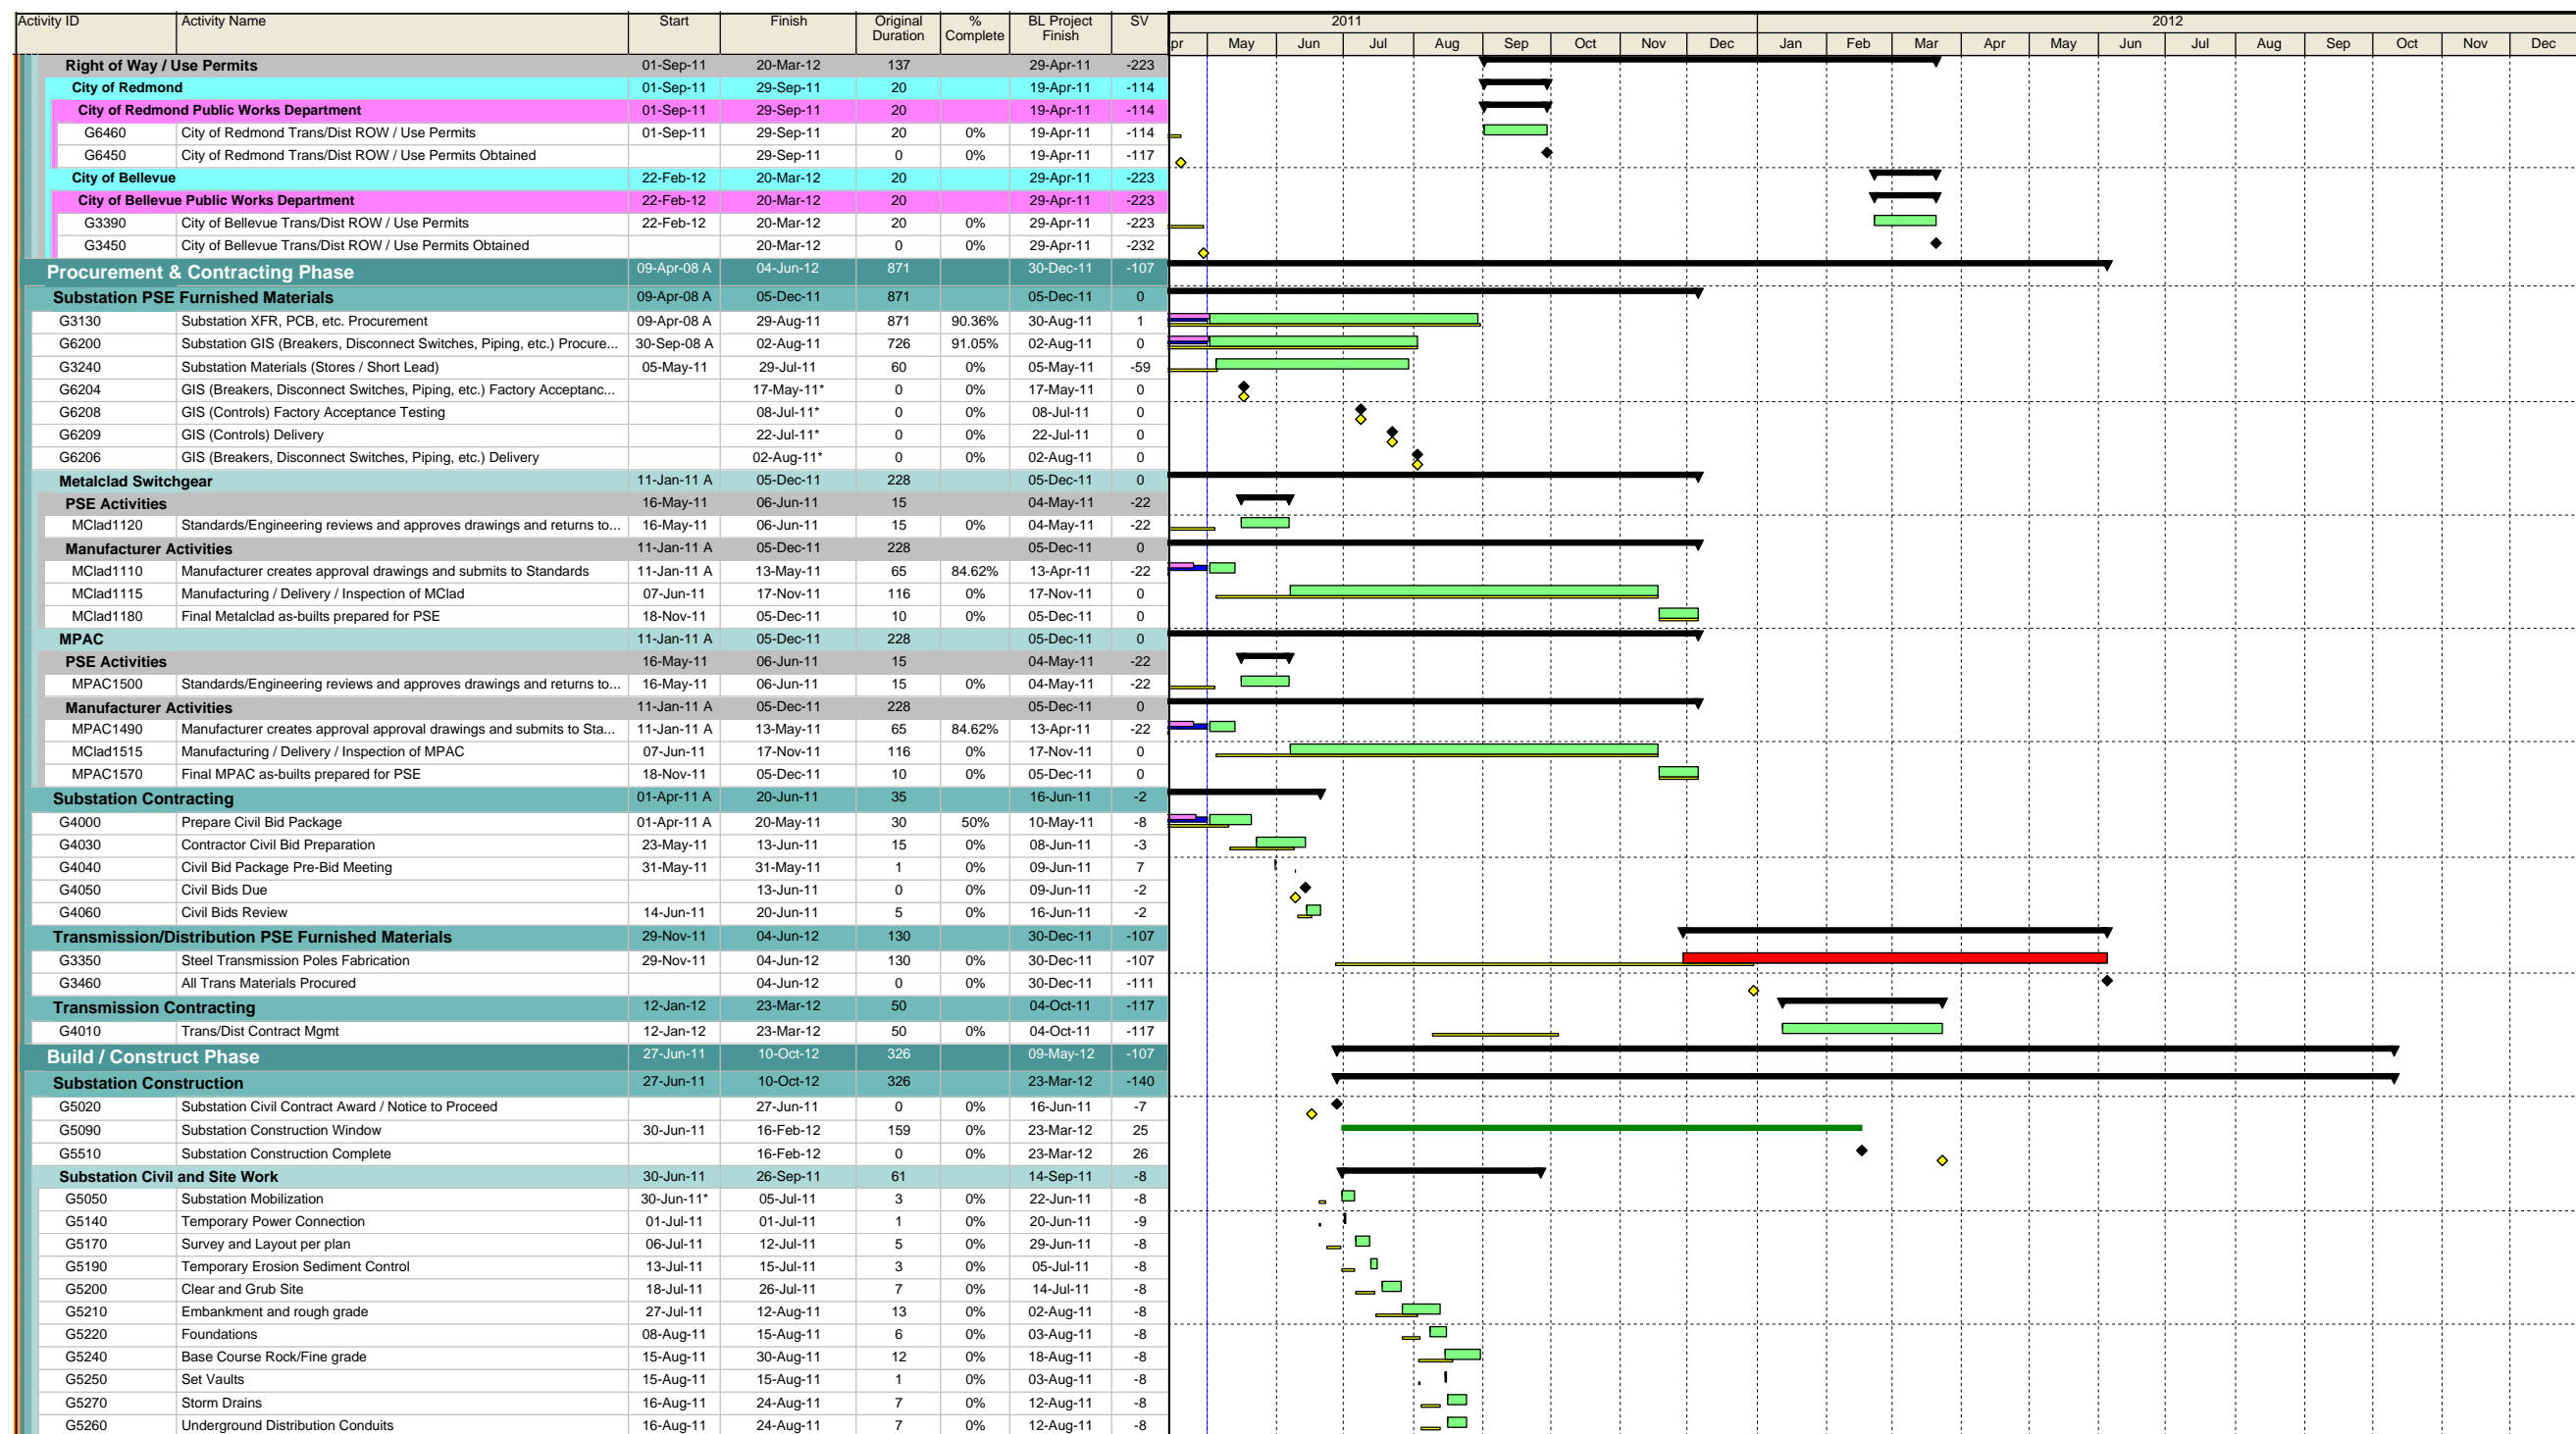 Activity ID Activity Name Start Finish Original Duration % Complete BL Project Finish SV 2011 2012
pr May Jun Jul Aug Sep Oct Nov Dec Jan Feb Mar Apr May Jun Jul Aug Sep Oct Nov Dec
Right of Way / Use Permits 01-Sep-11 20-Mar-12 137 29-Apr-11 -223
City of Redmond 01-Sep-11 29-Sep-11 20 19-Apr-11 -114
City of Redmond Public Works Department 01-Sep-11 29-Sep-11 20 19-Apr-11 -114
G6460 City of Redmond Trans/Dist ROW / Use Permits 01-Sep-11 29-Sep-11 20 0% 19-Apr-11 -114
G6450 City of Redmond Trans/Dist ROW / Use Permits Obtained 29-Sep-11 0 0% 19-Apr-11 -117
City of Bellevue 22-Feb-12 20-Mar-12 20 29-Apr-11 -223
City of Bellevue Public Works Department 22-Feb-12 20-Mar-12 20 29-Apr-11 -223
G3390 City of Bellevue Trans/Dist ROW / Use Permits 22-Feb-12 20-Mar-12 20 0% 29-Apr-11 -223
G3450 City of Bellevue Trans/Dist ROW / Use Permits Obtained 20-Mar-12 0 0% 29-Apr-11 -232
Procurement & Contracting Phase 09-Apr-08 A 04-Jun-12 871 30-Dec-11 -107
Substation PSE Furnished Materials 09-Apr-08 A 05-Dec-11 871 05-Dec-11 0
G3130 Substation XFR, PCB, etc. Procurement 09-Apr-08 A 29-Aug-11 871 90.36% 30-Aug-11 1
G6200 Substation GIS (Breakers, Disconnect Switches, Piping, etc.) Procure... 30-Sep-08 A 02-Aug-11 726 91.05% 02-Aug-11 0
G3240 Substation Materials (Stores / Short Lead) 05-May-11 29-Jul-11 60 0% 05-May-11 -59
G6204 GIS (Breakers, Disconnect Switches, Piping, etc.) Factory Acceptanc... 17-May-11* 0 0% 17-May-11 0
G6208 GIS (Controls) Factory Acceptance Testing 08-Jul-11* 0 0% 08-Jul-11 0
G6209 GIS (Controls) Delivery 22-Jul-11* 0 0% 22-Jul-11 0
G6206 GIS (Breakers, Disconnect Switches, Piping, etc.) Delivery 02-Aug-11* 0 0% 02-Aug-11 0
Metalclad Switchgear 11-Jan-11 A 05-Dec-11 228 05-Dec-11 0
PSE Activities 16-May-11 06-Jun-11 15 04-May-11 -22
MClad1120 Standards/Engineering reviews and approves drawings and returns to... 16-May-11 06-Jun-11 15 0% 04-May-11 -22
Manufacturer Activities 11-Jan-11 A 05-Dec-11 228 05-Dec-11 0
MClad1110 Manufacturer creates approval drawings and submits to Standards 11-Jan-11 A 13-May-11 65 84.62% 13-Apr-11 -22
MClad1115 Manufacturing / Delivery / Inspection of MClad 07-Jun-11 17-Nov-11 116 0% 17-Nov-11 0
MClad1180 Final Metalclad as-builts prepared for PSE 18-Nov-11 05-Dec-11 10 0% 05-Dec-11 0
MPAC 11-Jan-11 A 05-Dec-11 228 05-Dec-11 0
PSE Activities 16-May-11 06-Jun-11 15 04-May-11 -22
MPAC1500 Standards/Engineering reviews and approves drawings and returns to... 16-May-11 06-Jun-11 15 0% 04-May-11 -22
Manufacturer Activities 11-Jan-11 A 05-Dec-11 228 05-Dec-11 0
MPAC1490 Manufacturer creates approval approval drawings and submits to Sta... 11-Jan-11 A 13-May-11 65 84.62% 13-Apr-11 -22
MClad1515 Manufacturing / Delivery / Inspection of MPAC 07-Jun-11 17-Nov-11 116 0% 17-Nov-11 0
MPAC1570 Final MPAC as-builts prepared for PSE 18-Nov-11 05-Dec-11 10 0% 05-Dec-11 0
Substation Contracting 01-Apr-11 A 20-Jun-11 35 16-Jun-11 -2
G4000 Prepare Civil Bid Package 01-Apr-11 A 20-May-11 30 50% 10-May-11 -8
G4030 Contractor Civil Bid Preparation 23-May-11 13-Jun-11 15 0% 08-Jun-11 -3
G4040 Civil Bid Package Pre-Bid Meeting 31-May-11 31-May-11 1 0% 09-Jun-11 7
G4050 Civil Bids Due 13-Jun-11 0 0% 09-Jun-11 -2
G4060 Civil Bids Review 14-Jun-11 20-Jun-11 5 0% 16-Jun-11 -2
Transmission/Distribution PSE Furnished Materials 29-Nov-11 04-Jun-12 130 30-Dec-11 -107
G3350 Steel Transmission Poles Fabrication 29-Nov-11 04-Jun-12 130 0% 30-Dec-11 -107
G3460 All Trans Materials Procured 04-Jun-12 0 0% 30-Dec-11 -111
Transmission Contracting 12-Jan-12 23-Mar-12 50 04-Oct-11 -117
G4010 Trans/Dist Contract Mgmt 12-Jan-12 23-Mar-12 50 0% 04-Oct-11 -117
Build / Construct Phase 27-Jun-11 10-Oct-12 326 09-May-12 -107
Substation Construction 27-Jun-11 10-Oct-12 326 23-Mar-12 -140
G5020 Substation Civil Contract Award / Notice to Proceed 27-Jun-11 0 0% 16-Jun-11 -7
G5090 Substation Construction Window 30-Jun-11 16-Feb-12 159 0% 23-Mar-12 25
G5510 Substation Construction Complete 16-Feb-12 0 0% 23-Mar-12 26
Substation Civil and Site Work 30-Jun-11 26-Sep-11 61 14-Sep-11 -8
G5050 Substation Mobilization 30-Jun-11* 05-Jul-11 3 0% 22-Jun-11 -8
G5140 Temporary Power Connection 01-Jul-11 01-Jul-11 1 0% 20-Jun-11 -9
G5170 Survey and Layout per plan 06-Jul-11 12-Jul-11 5 0% 29-Jun-11 -8
G5190 Temporary Erosion Sediment Control 13-Jul-11 15-Jul-11 3 0% 05-Jul-11 -8
G5200 Clear and Grub Site 18-Jul-11 26-Jul-11 7 0% 14-Jul-11 -8
G5210 Embankment and rough grade 27-Jul-11 12-Aug-11 13 0% 02-Aug-11 -8
G5220 Foundations 08-Aug-11 15-Aug-11 6 0% 03-Aug-11 -8
G5240 Base Course Rock/Fine grade 15-Aug-11 30-Aug-11 12 0% 18-Aug-11 -8
G5250 Set Vaults 15-Aug-11 15-Aug-11 1 0% 03-Aug-11 -8
G5270 Storm Drains 16-Aug-11 24-Aug-11 7 0% 12-Aug-11 -8
G5260 Underground Distribution Conduits 16-Aug-11 24-Aug-11 7 0% 12-Aug-11 -8